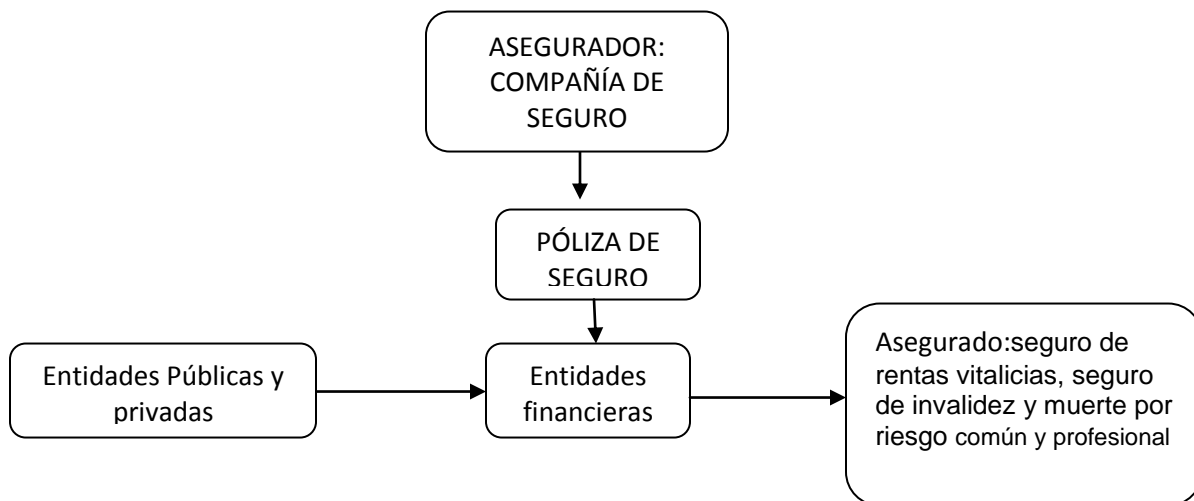 ASEGURADOR:
COMPAÑÍA DE
SEGURO
PÓLIZA DE
SEGURO
Entidades Públicas y
privadas
Entidades
financieras
Asegurado:seguro de
rentas vitalicias, seguro
de invalidez y muerte por
riesgo común y profesional